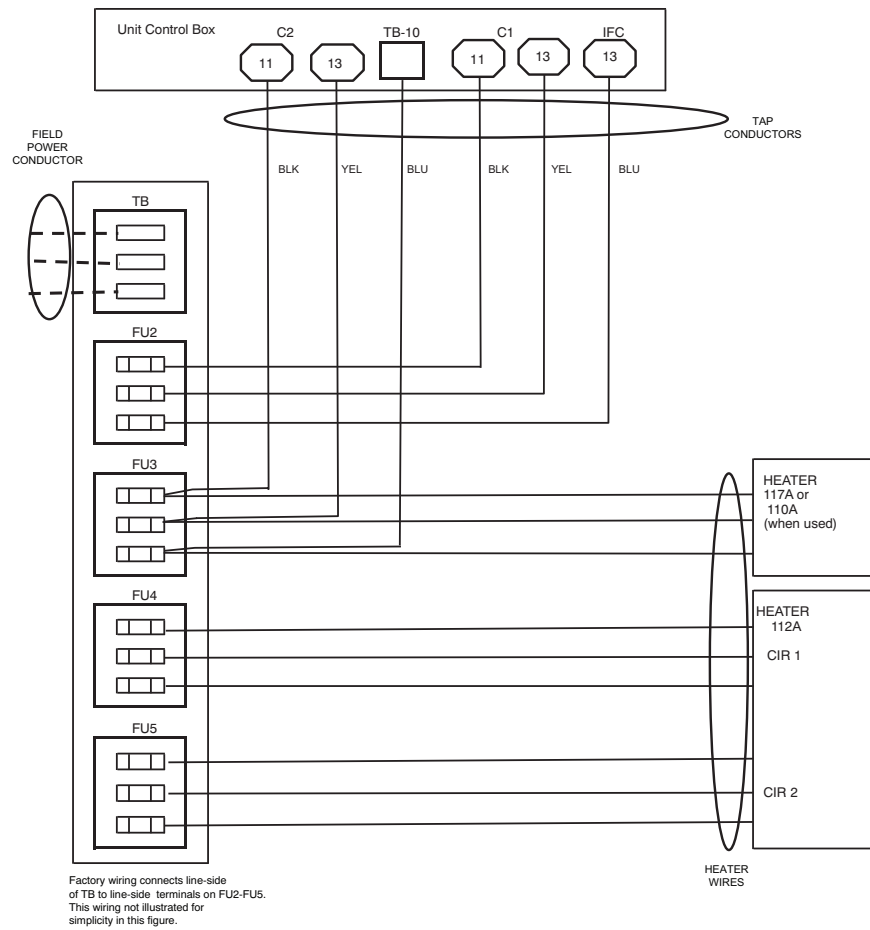 Unit Control Box
C2
TB-10
C1
IFC
11
13
11
13
13
TAP
CONDUCTORS
FIELD
POWER
CONDUCTOR
BLK
YEL
BLU
BLK
YEL
BLU
TB
FU2
FU3
HEATER
117A or
110A
(when used)
FU4
HEATER
112A
CIR 1
FU5
CIR 2
HEATER
WIRES
Factory wiring connects line-side
of TB to line-side terminals on FU2-FU5.
This wiring not illustrated for
simplicity in this figure.